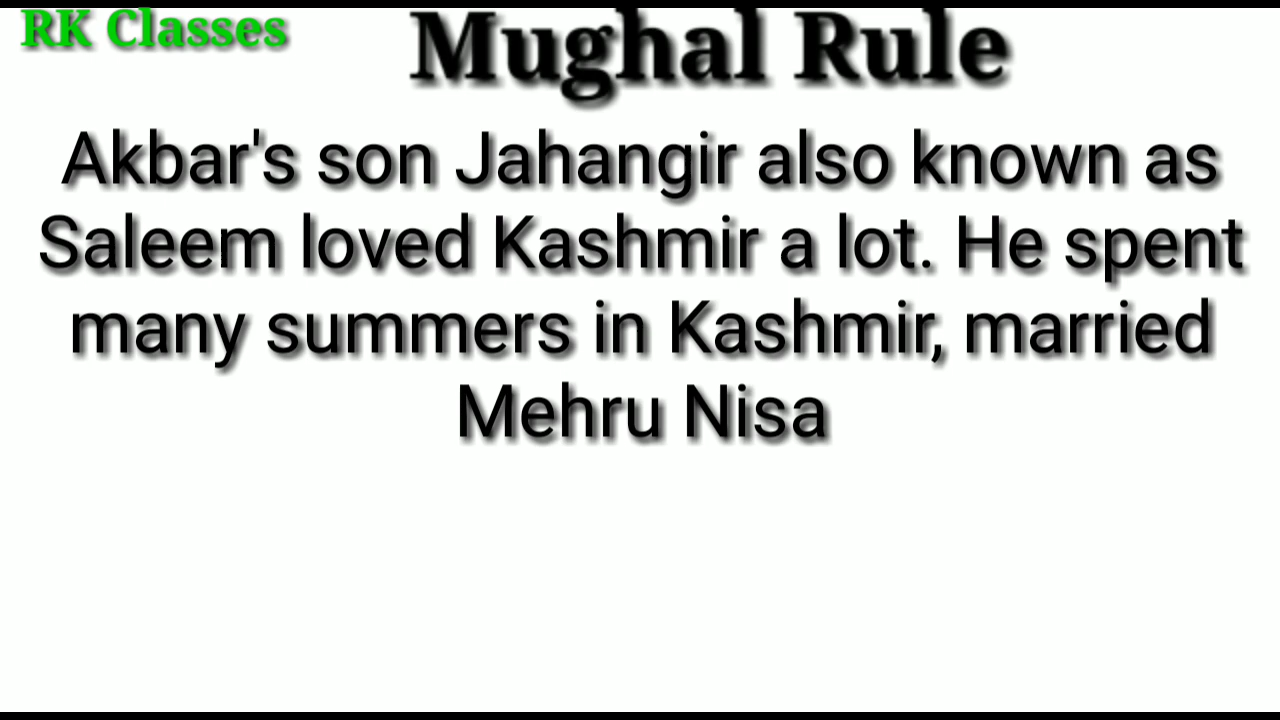 RK Classes
Mughal Rule
Akbar's son Jahangir also known as
Saleem loved Kashmir a lot. He spent
many summers in Kashmir, married
Mehru Nisa